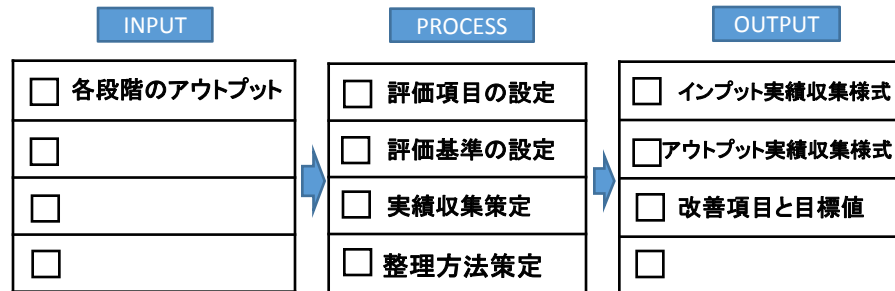 INPUT
PROCESS
OUTPUT
各段階のアウトプット
評価項目の設定
評価基準の設定
実績収集策定
整理方法策定
インプット実績収集様式
アウトプット実績収集様式
改善項目と目標値